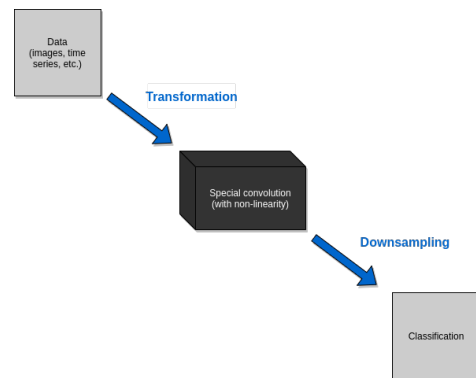 Data
(images, time
series, etc.)
Transformation
Special convolution
(with non-linearity)
Downsampling
Classification